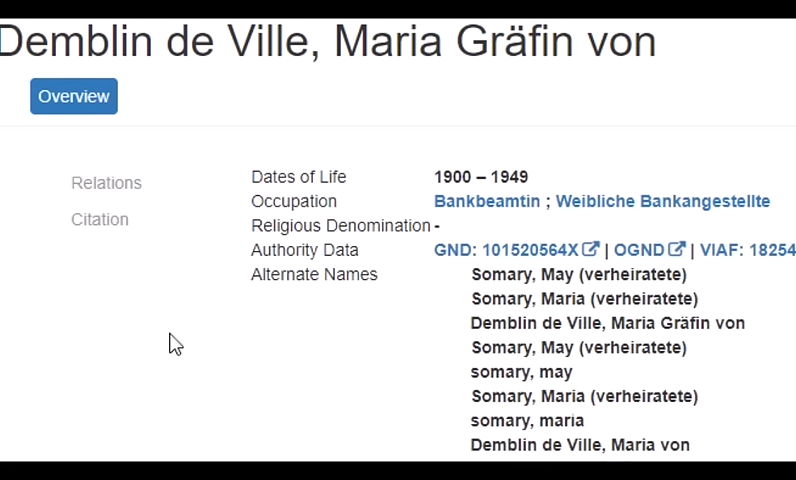 Demblin de Ville, Maria Gräfin von
Overview
Relations
Citation
Dates of Life 1900 – 1949
Occupation Bankbeamtin ; Weibliche Bankangestellte
Religious Denomination -
Authority Data GND: 101520564X | OGND | VIAF: 18254
Alternate Names Somary, May (verheiratete)
Somary, Maria (verheiratete)
Demblin de Ville, Maria Gräfin von
Somary, May (verheiratete)
somary, may
Somary, Maria (verheiratete)
somary, maria
Demblin de Ville, Maria von